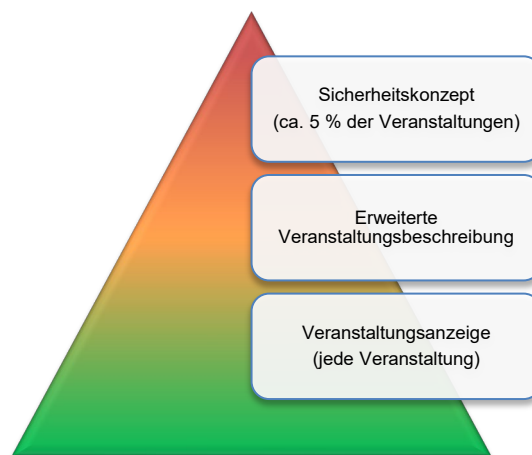 Sicherheitskonzept
(ca. 5 % der Veranstaltungen)
Erweiterte
Veranstaltungsbeschreibung
Veranstaltungsanzeige
(jede Veranstaltung)